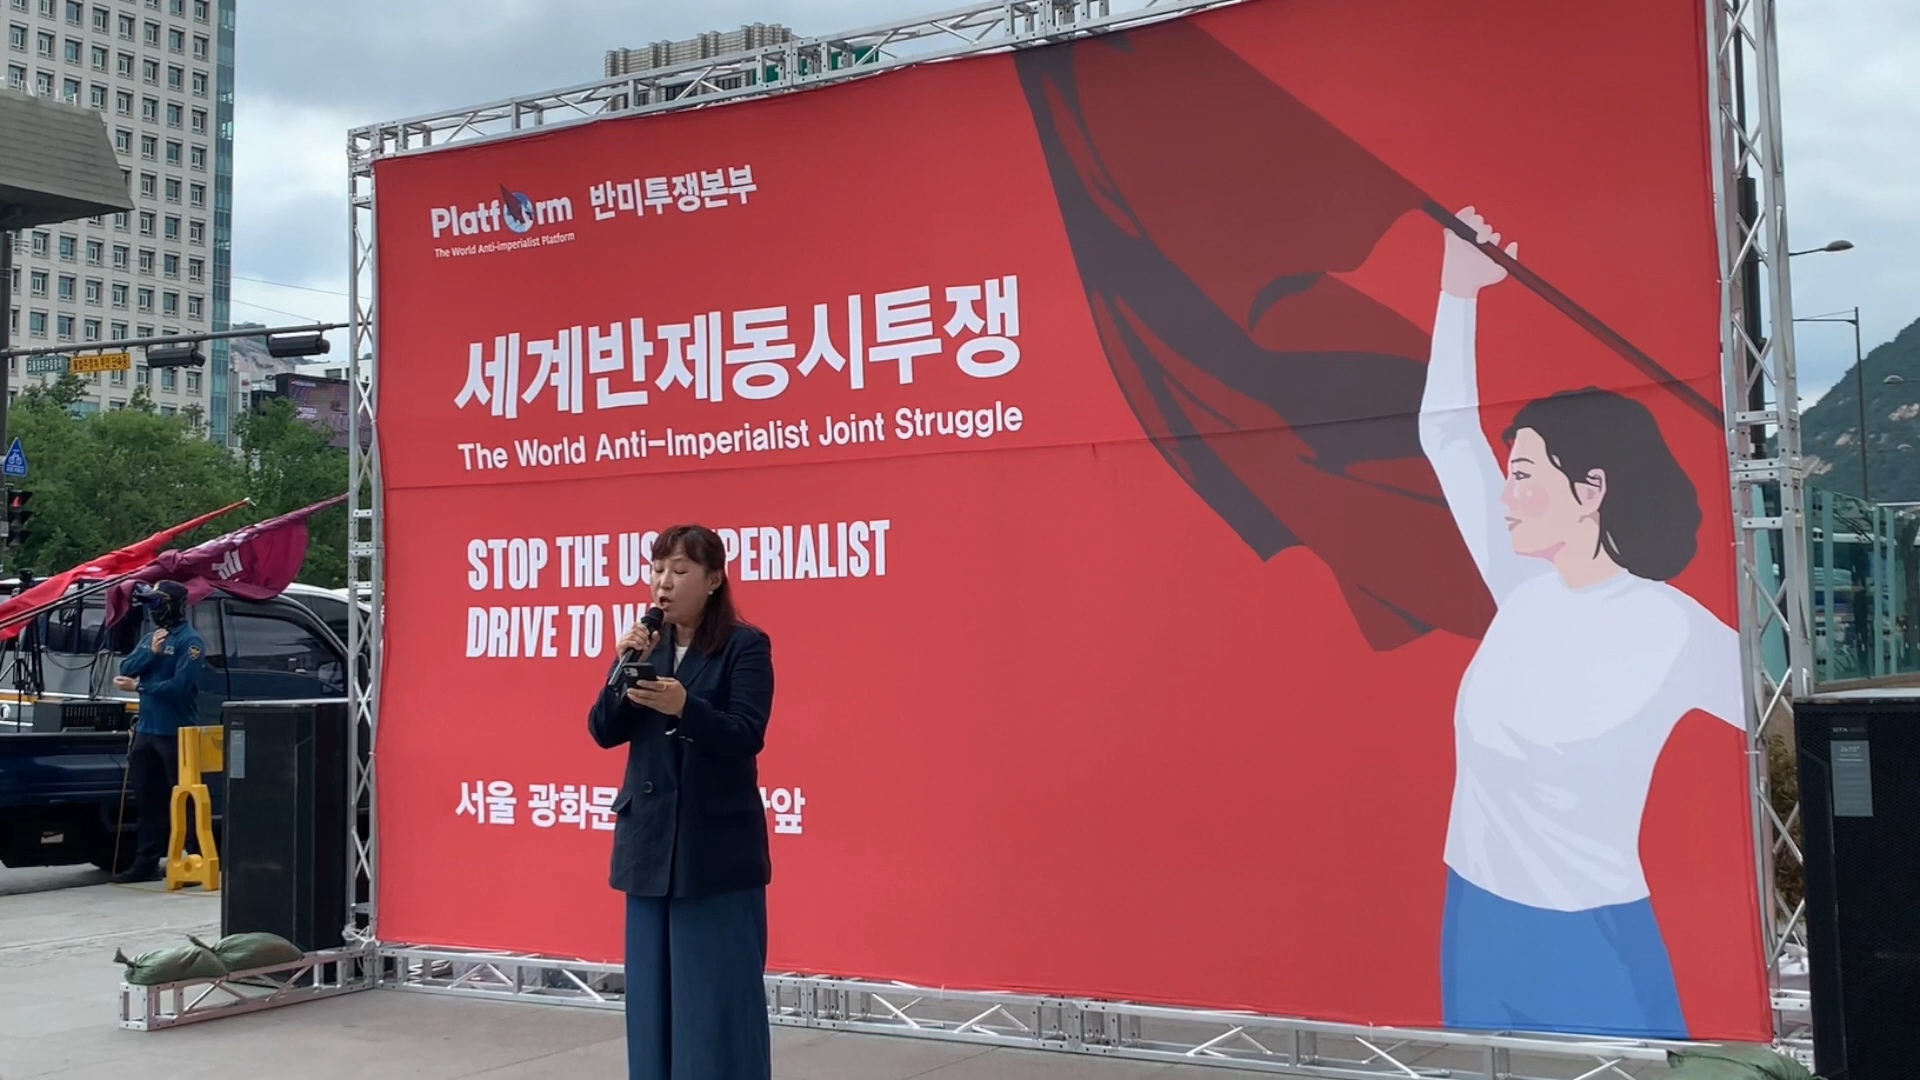 Platform 반미투쟁본부
The World Anti-imperialist Platform
세계반제동시투쟁
The World Anti-Imperialist Joint Struggle
STOP THE US PERIALIST
DRIVE TO W
서울 광화문 앞